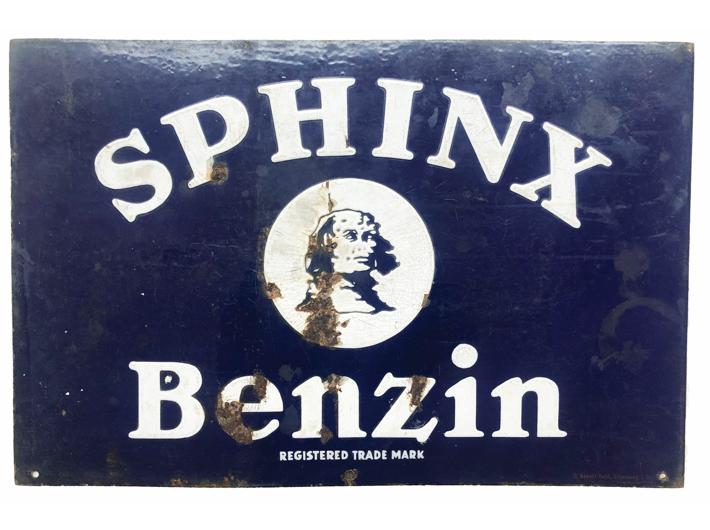 SPHINX
Benzin
REGISTERED TRADE MARK